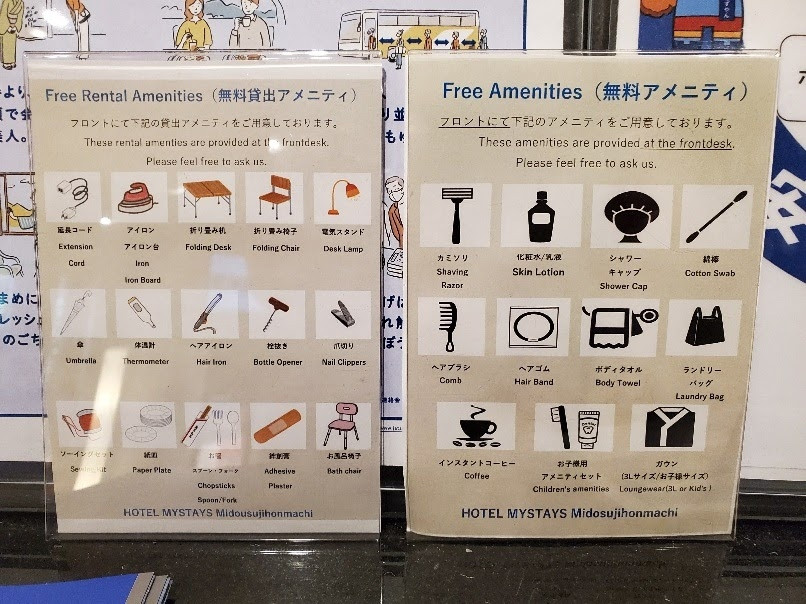 Free Rental Amenities（無料貸出アメニティ）
フロントにて下記の貸出アメニティをご用意しております。
These rental amenties are provided at the frontdesk.
Please feel free to ask us.
延長コード
Extension
Cord
アイロン
アイロン台
Iron
Iron Board
折り畳み机
Folding Desk
折り畳み椅子
Folding Chair
電気スタンド
Desk Lamp
傘
Umbrella
体温計
Thermometer
ヘアアイロン
Hair Iron
栓抜き
Bottle Opener
爪切り
Nail Clippers
ソーイングセット
Sewing Kit
紙皿
Paper Plate
お箸
スプーン・フォーク
Chopsticks
Spoon/Fork
絆創膏
Adhesive
Plaster
お風呂椅子
Bath chair
HOTEL MYSTAYS Midosujihonmachi
Free Amenities（無料アメニティ）
フロントにて下記のアメニティをご用意しております。
These amenities are provided at the frontdesk.
Please feel free to ask us.
カミソリ
Shaving
Razor
化粧水/乳液
Skin Lotion
シャワー
キャップ
Shower Cap
綿棒
Cotton Swab
ヘアブラシ
Comb
ヘアゴム
Hair Band
ボディタオル
Body Towel
ランドリー
バッグ
Laundry Bag
インスタントコーヒー
Coffee
お子様用
アメニティセット
Children's amenities
ガウン
(3Lサイズ/お子様サイズ)
Loungewear(3L or Kid's )
HOTEL MYSTAYS Midosujihonmachi